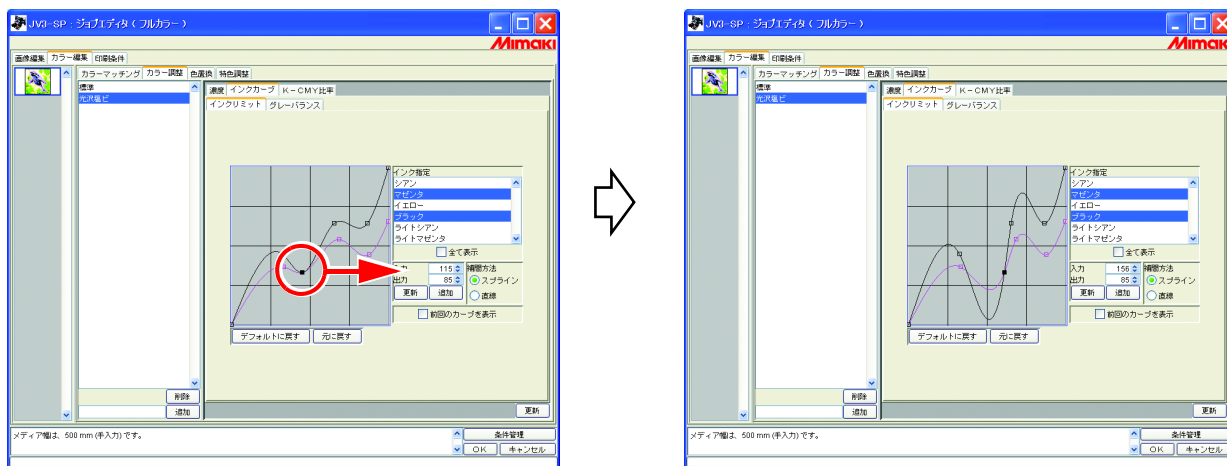 JV3-SP : ジョブエディタ ( フルカラー )
Mimaki
画像編集 カラー編集 印刷条件
カラーマッチング カラー調整 色置換 特色調整
標準
光沢塩ビ
濃度 インクカーブ K-CMY比率
インクリミット グレーバランス
インク指定
シアン
マゼンタ
イエロー
ブラック
ライトシアン
ライトマゼンタ
全て表示
入力 115
出力 85
更新 追加
補間方法
スプライン
直線
前回のカーブを表示
デフォルトに戻す 元に戻す
削除
追加
更新
メディア幅は、500 mm (手入力) です。
条件管理
OK キャンセル
JV3-SP : ジョブエディタ ( フルカラー )
Mimaki
画像編集 カラー編集 印刷条件
カラーマッチング カラー調整 色置換 特色調整
標準
光沢塩ビ
濃度 インクカーブ K-CMY比率
インクリミット グレーバランス
インク指定
シアン
マゼンタ
イエロー
ブラック
ライトシアン
ライトマゼンタ
全て表示
入力 156
出力 85
更新 追加
補間方法
スプライン
直線
前回のカーブを表示
デフォルトに戻す 元に戻す
削除
追加
更新
メディア幅は、500 mm (手入力) です。
条件管理
OK キャンセル